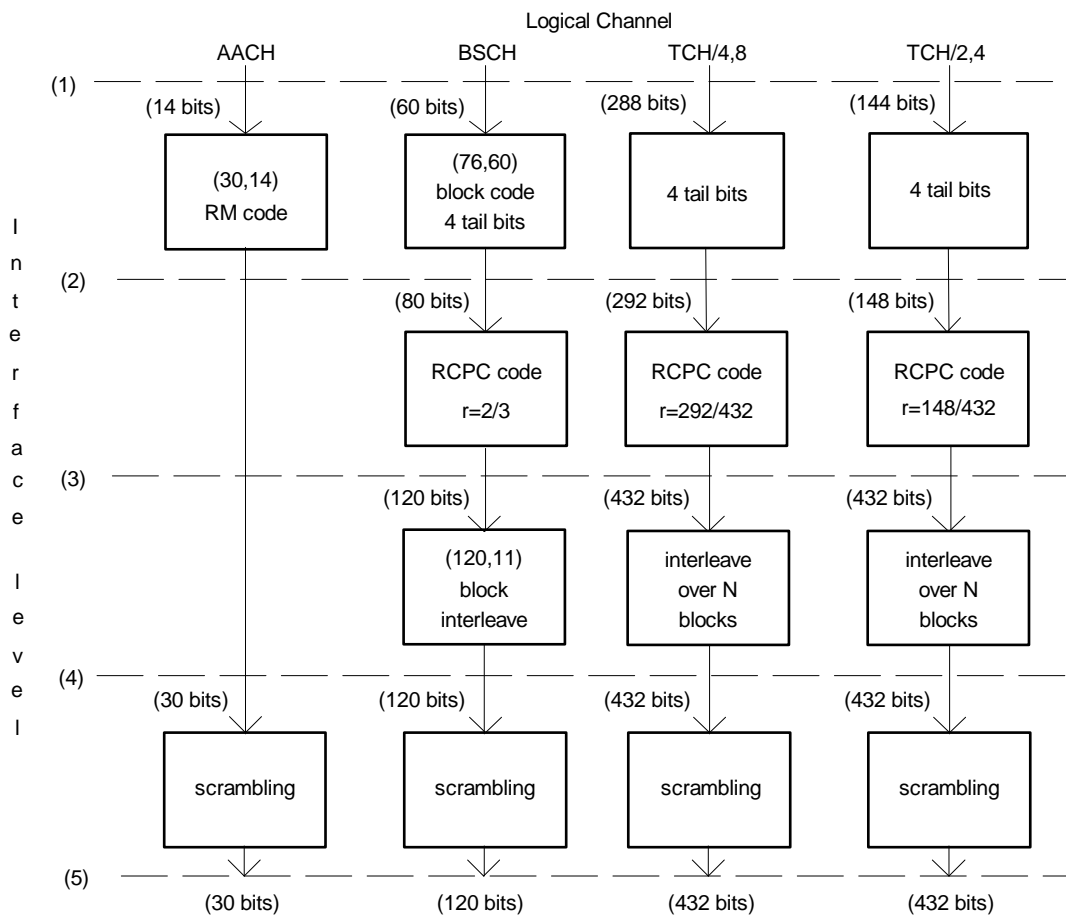 Logical Channel
AACH BSCH TCH/4,8 TCH/2,4
(1)
(14 bits) (60 bits) (288 bits) (144 bits)
(30,14)
RM code
(76,60)
block code
4 tail bits
4 tail bits
4 tail bits
Interface level
(2)
(80 bits) (292 bits) (148 bits)
RCPC code
r=2/3
RCPC code
r=292/432
RCPC code
r=148/432
(3)
(120 bits) (432 bits) (432 bits)
(120,11)
block
interleave
interleave
over N
blocks
interleave
over N
blocks
(4)
(30 bits) (120 bits) (432 bits) (432 bits)
scrambling scrambling scrambling scrambling
(5)
(30 bits) (120 bits) (432 bits) (432 bits)